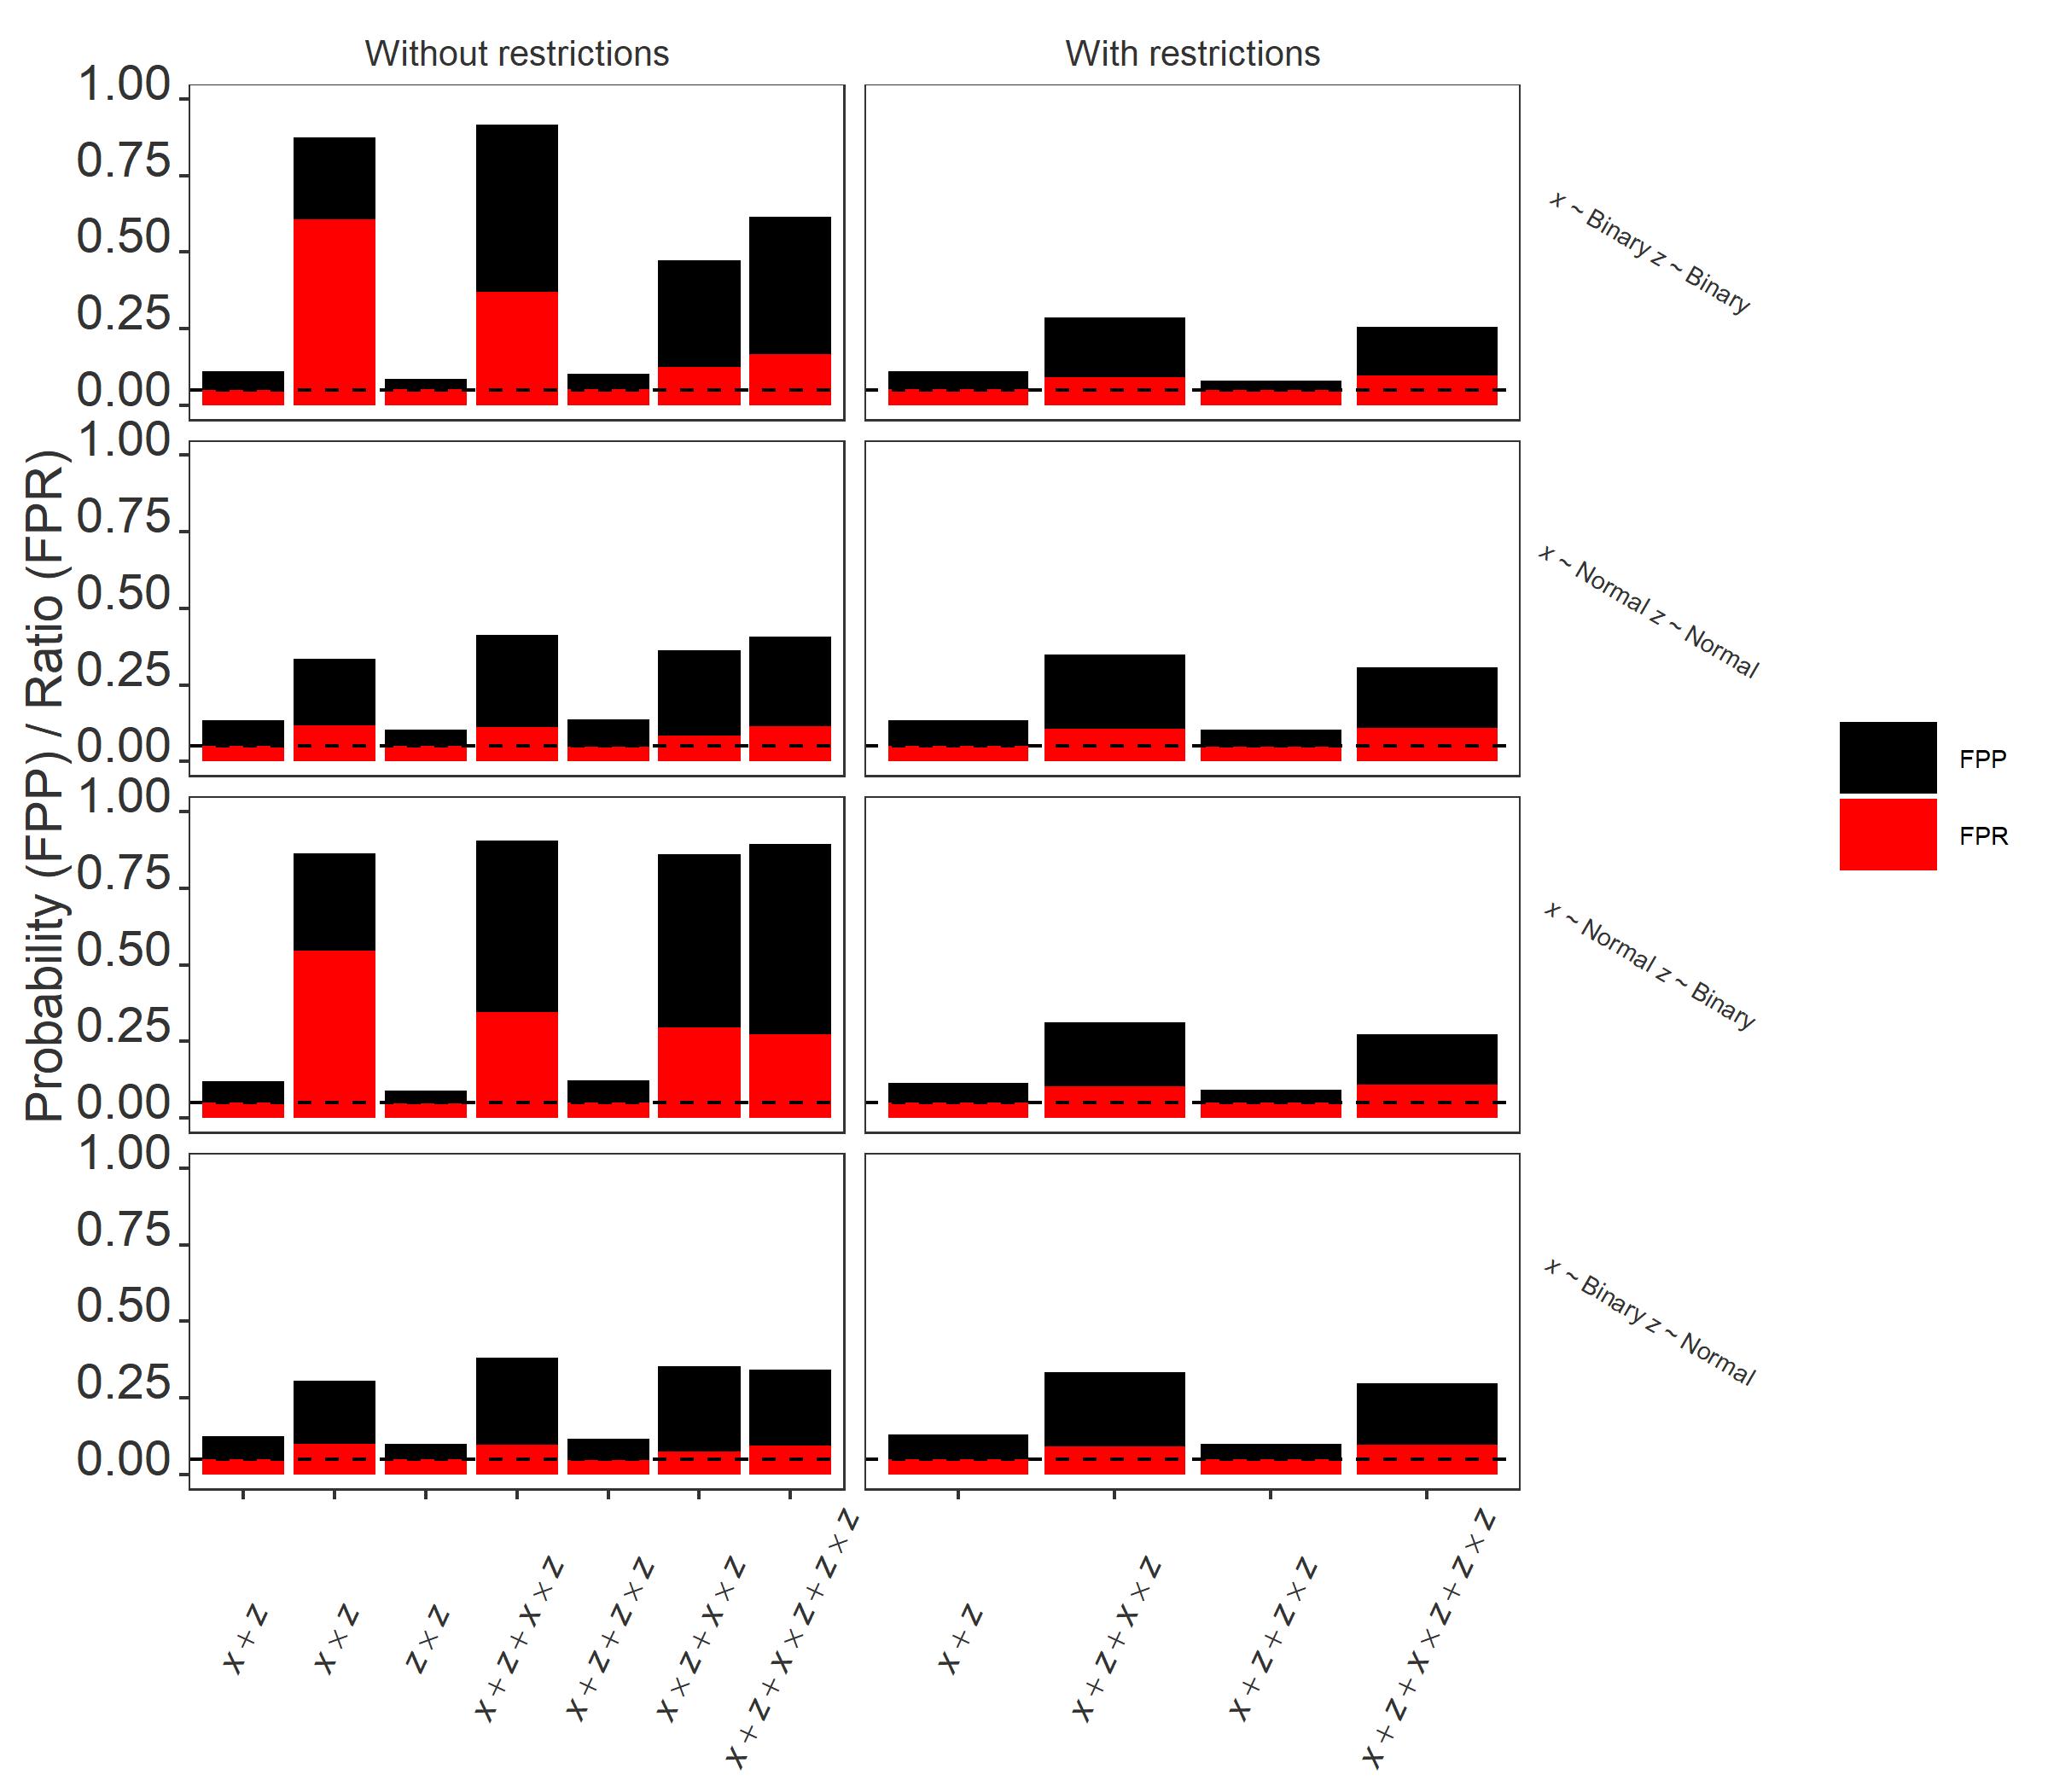 Without restrictions
With restrictions
Probability (FPP) / Ratio (FPR)
1.00
0.75
0.50
0.25
0.00
x ~ Binary z ~ Binary
1.00
0.75
0.50
0.25
0.00
x ~ Normal z ~ Normal
1.00
0.75
0.50
0.25
0.00
x ~ Normal z ~ Binary
1.00
0.75
0.50
0.25
0.00
x ~ Binary z ~ Normal
FPP
FPR
x + z
x × z
z × z
x + z + x × z
x + z + z × z
x × z + x × z
x + z + x × z + z × z
x + z
x + z + x × z
x + z + z × z
x + z + x × z + z × z